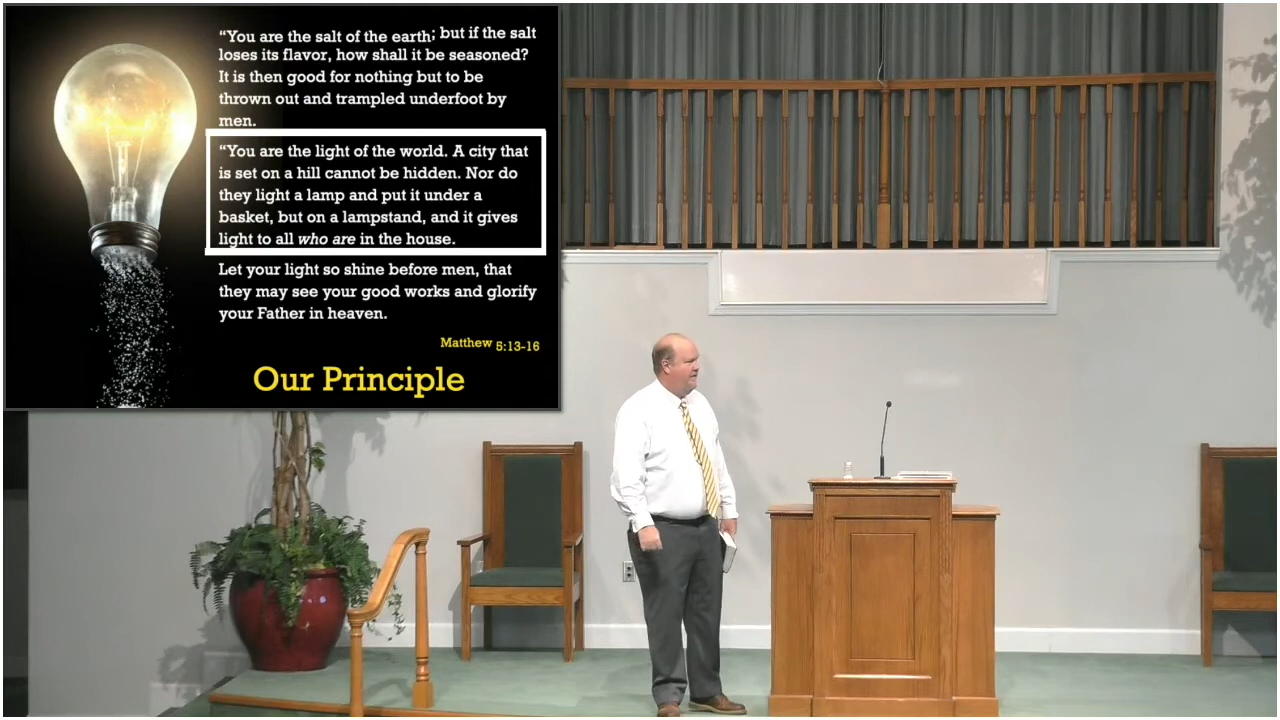 “You are the salt of the earth; but if the salt
loses its flavor, how shall it be seasoned?
It is then good for nothing but to be
thrown out and trampled underfoot by
men.
“You are the light of the world. A city that
is set on a hill cannot be hidden. Nor do
they light a lamp and put it under a
basket, but on a lampstand, and it gives
light to all who are in the house.
Let your light so shine before men, that
they may see your good works and glorify
your Father in heaven.
Matthew 5:13-16
Our Principle